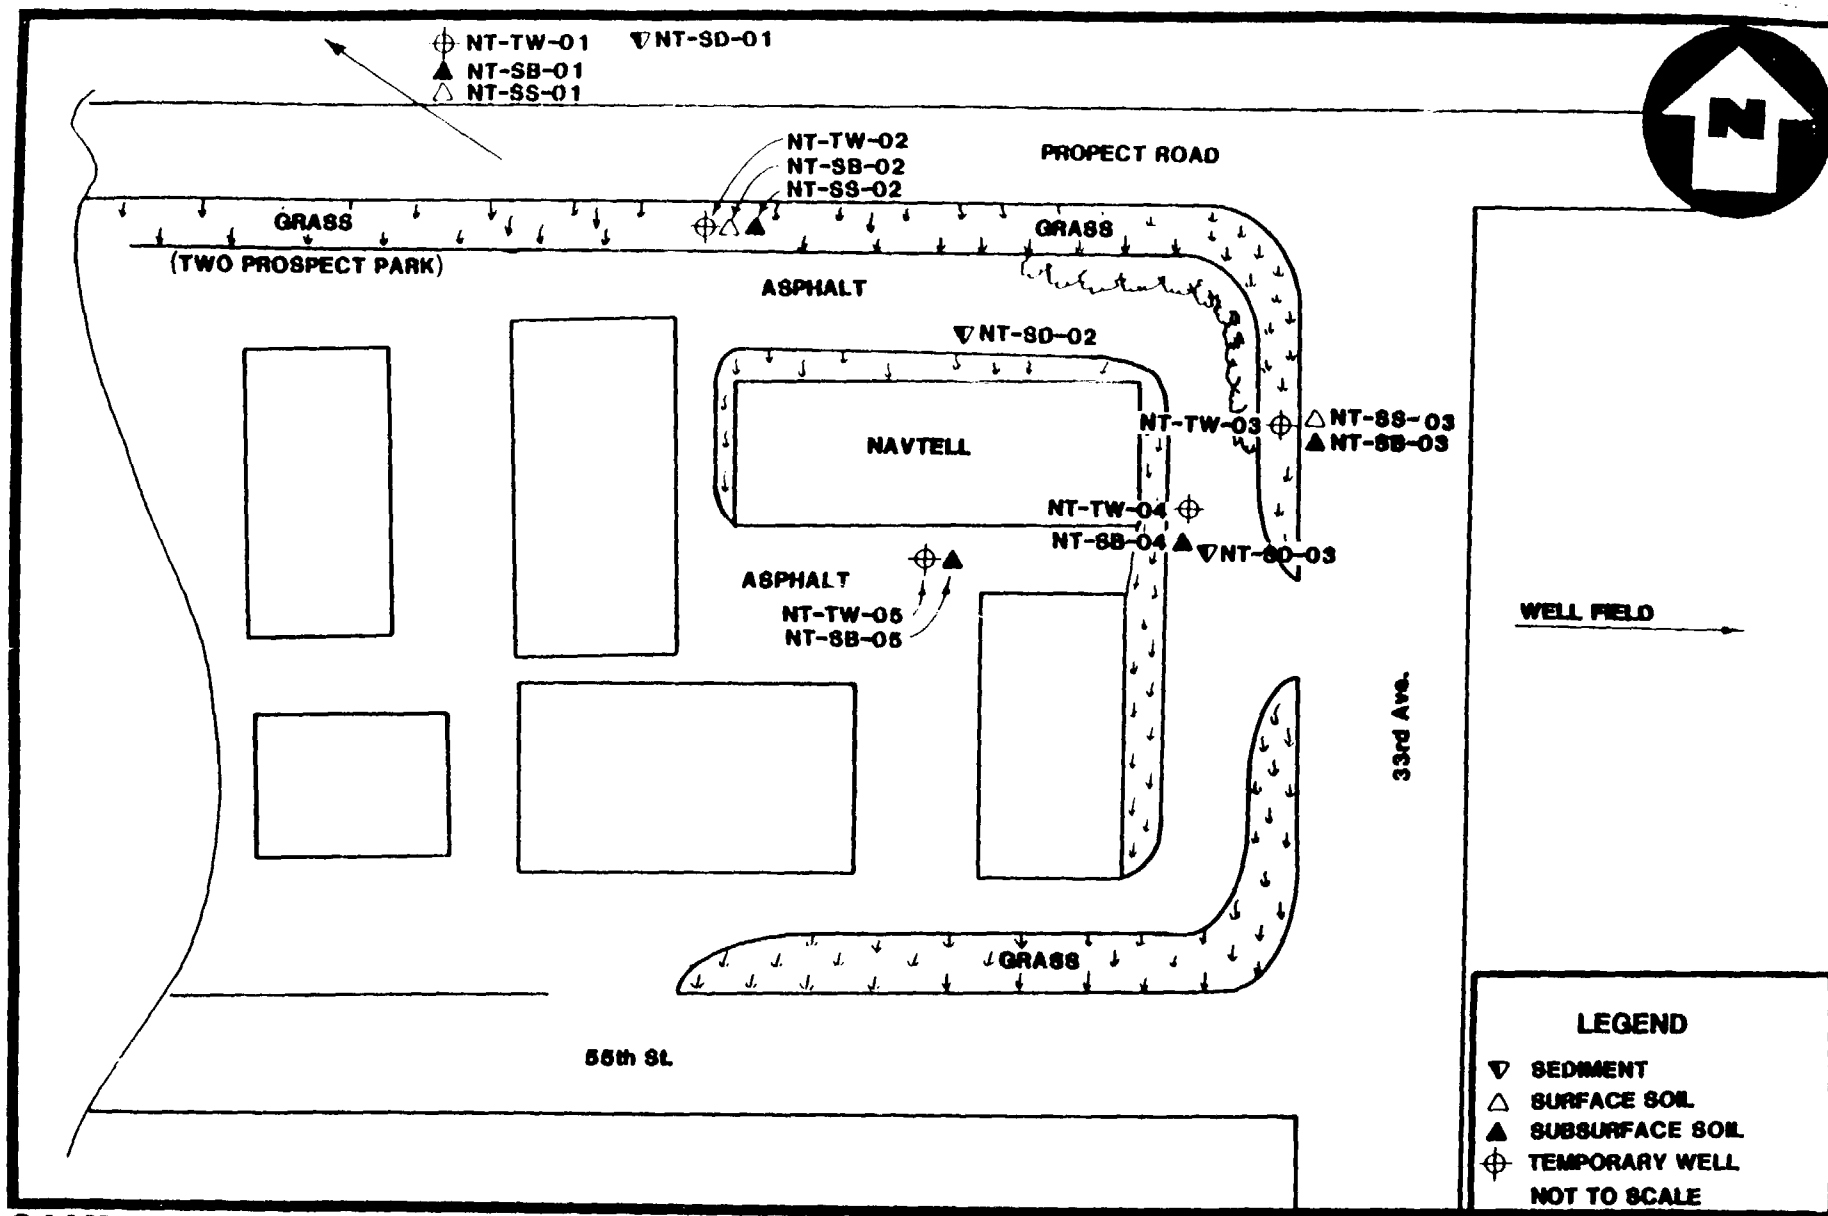 NT-TW-01 NT-SD-01
NT-SB-01
NT-SS-01
N
NT-TW-02
NT-SB-02
NT-SS-02
PROPECT ROAD
GRASS
GRASS
(TWO PROSPECT PARK)
ASPHALT
NT-SD-02
NT-TW-03
NT-SS-03
NT-SB-03
NAVTELL
NT-TW-04
NT-SB-04
NT-SD-03
ASPHALT
NT-TW-05
NT-SB-05
WELL FIELD
33rd Ave.
GRASS
55th St.
LEGEND
SEDIMENT
SURFACE SOIL
SUBSURFACE SOIL
TEMPORARY WELL
NOT TO SCALE